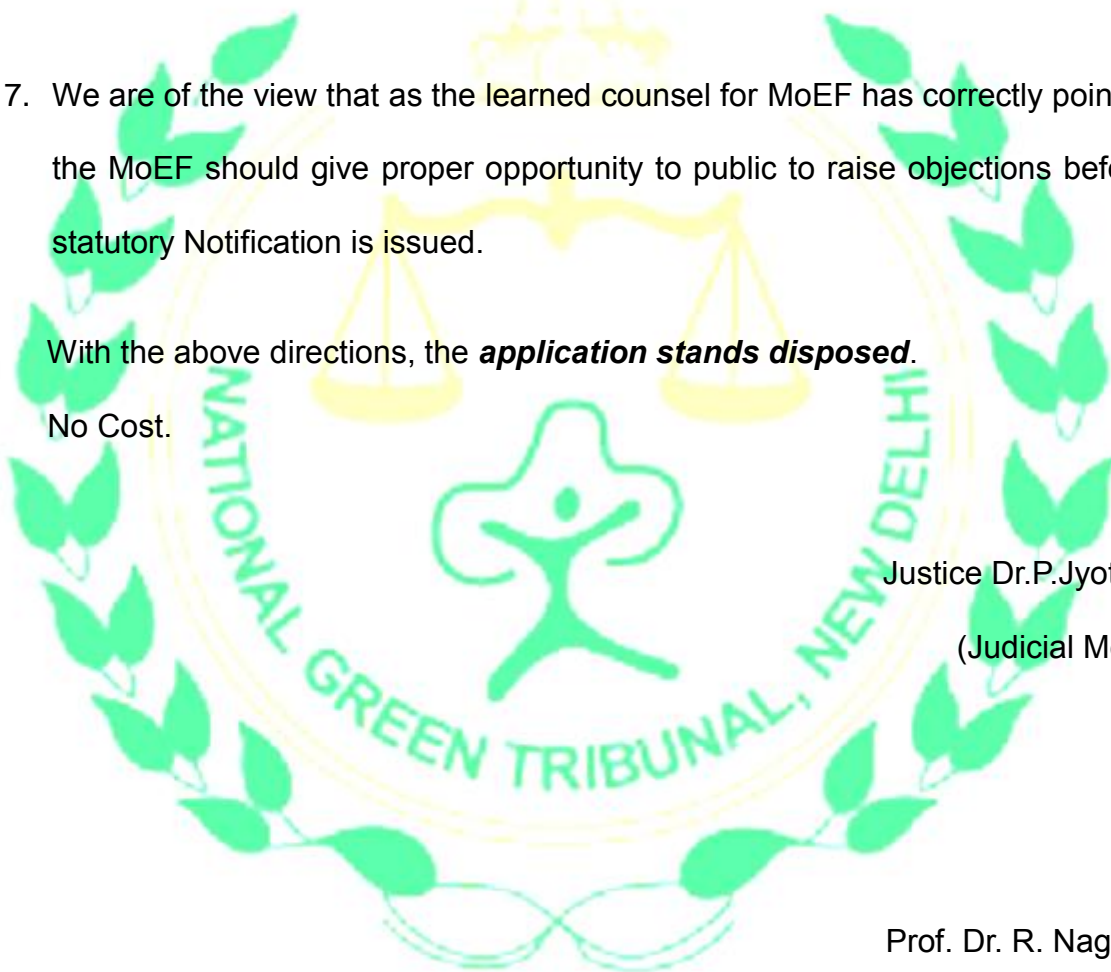 7. We are of the view that as the learned counsel for MoEF has correctly poin
the MoEF should give proper opportunity to public to raise objections bef
statutory Notification is issued.
With the above directions, the application stands disposed.
No Cost.
NATIONAL GREEN TRIBUNAL, NEW DELHI
Justice Dr.P.Jyot
(Judicial M
Prof. Dr. R. Nag